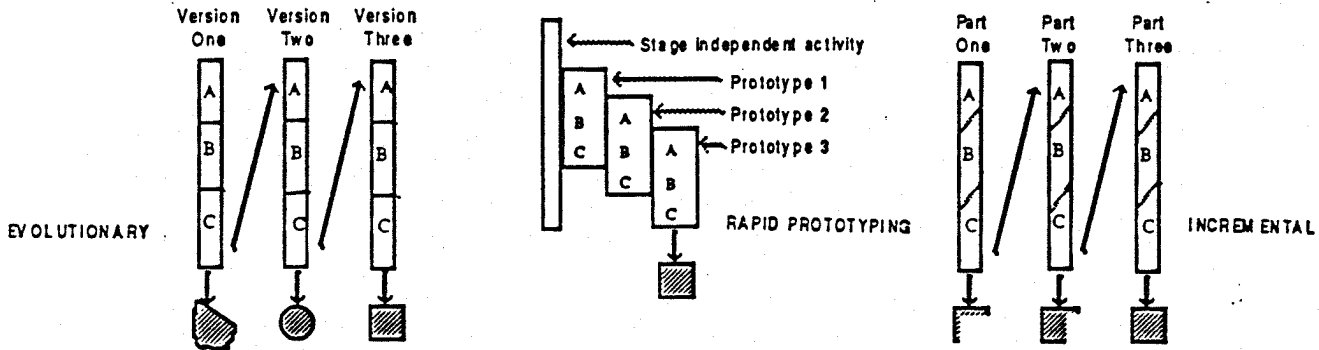 Version One
Version Two
Version Three
A
B
C
A
B
C
A
B
C
EVOLUTIONARY
Stage independent activity
Prototype 1
Prototype 2
Prototype 3
A
B
C
A
B
C
A
B
C
RAPID PROTOTYPING
Part One
Part Two
Part Three
A
B
C
A
B
C
A
B
C
INCREMENTAL